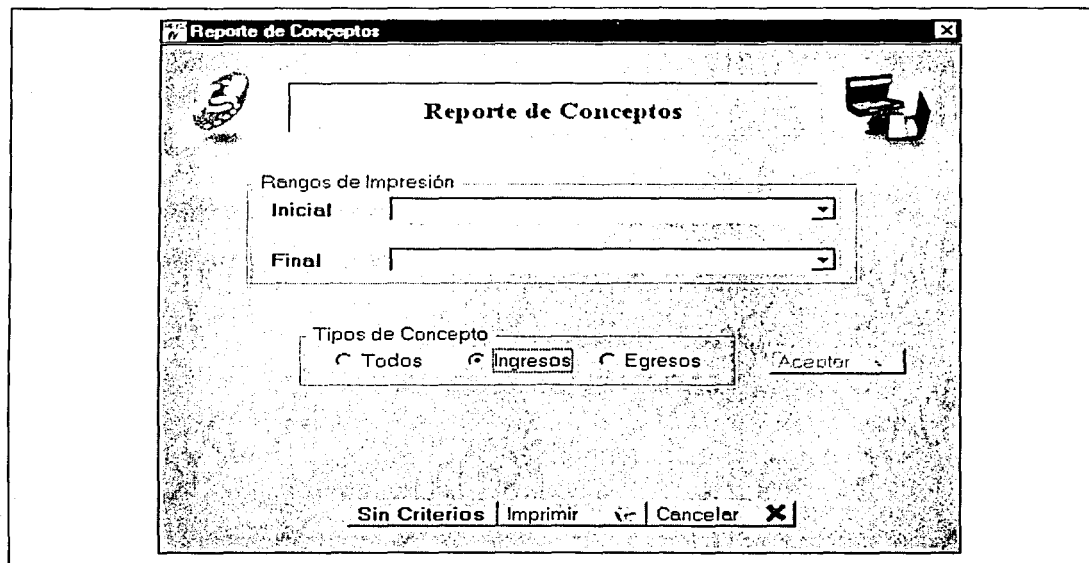 Reporte de Conceptos
Reporte de Conceptos
Rangos de Impresión
Inicial
Final
Tipos de Concepto
Todos Ingresos Egresos Aceptar
Sin Criterios Imprimir Cancelar